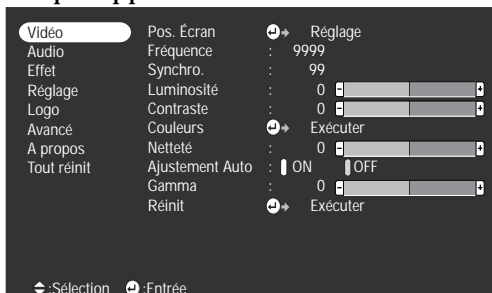 Vidéo Pos. Écran Réglage
Audio Fréquence : 9999
Effet Synchro. : 99
Réglage Luminosité : 0 - +
Logo Contraste : 0 - +
Avancé Couleurs Exécuter
A propos Netteté : 0 - +
Tout réinit Ajustement Auto : ON OFF
Gamma : 0 - +
Réinit Exécuter
:Sélection :Entrée